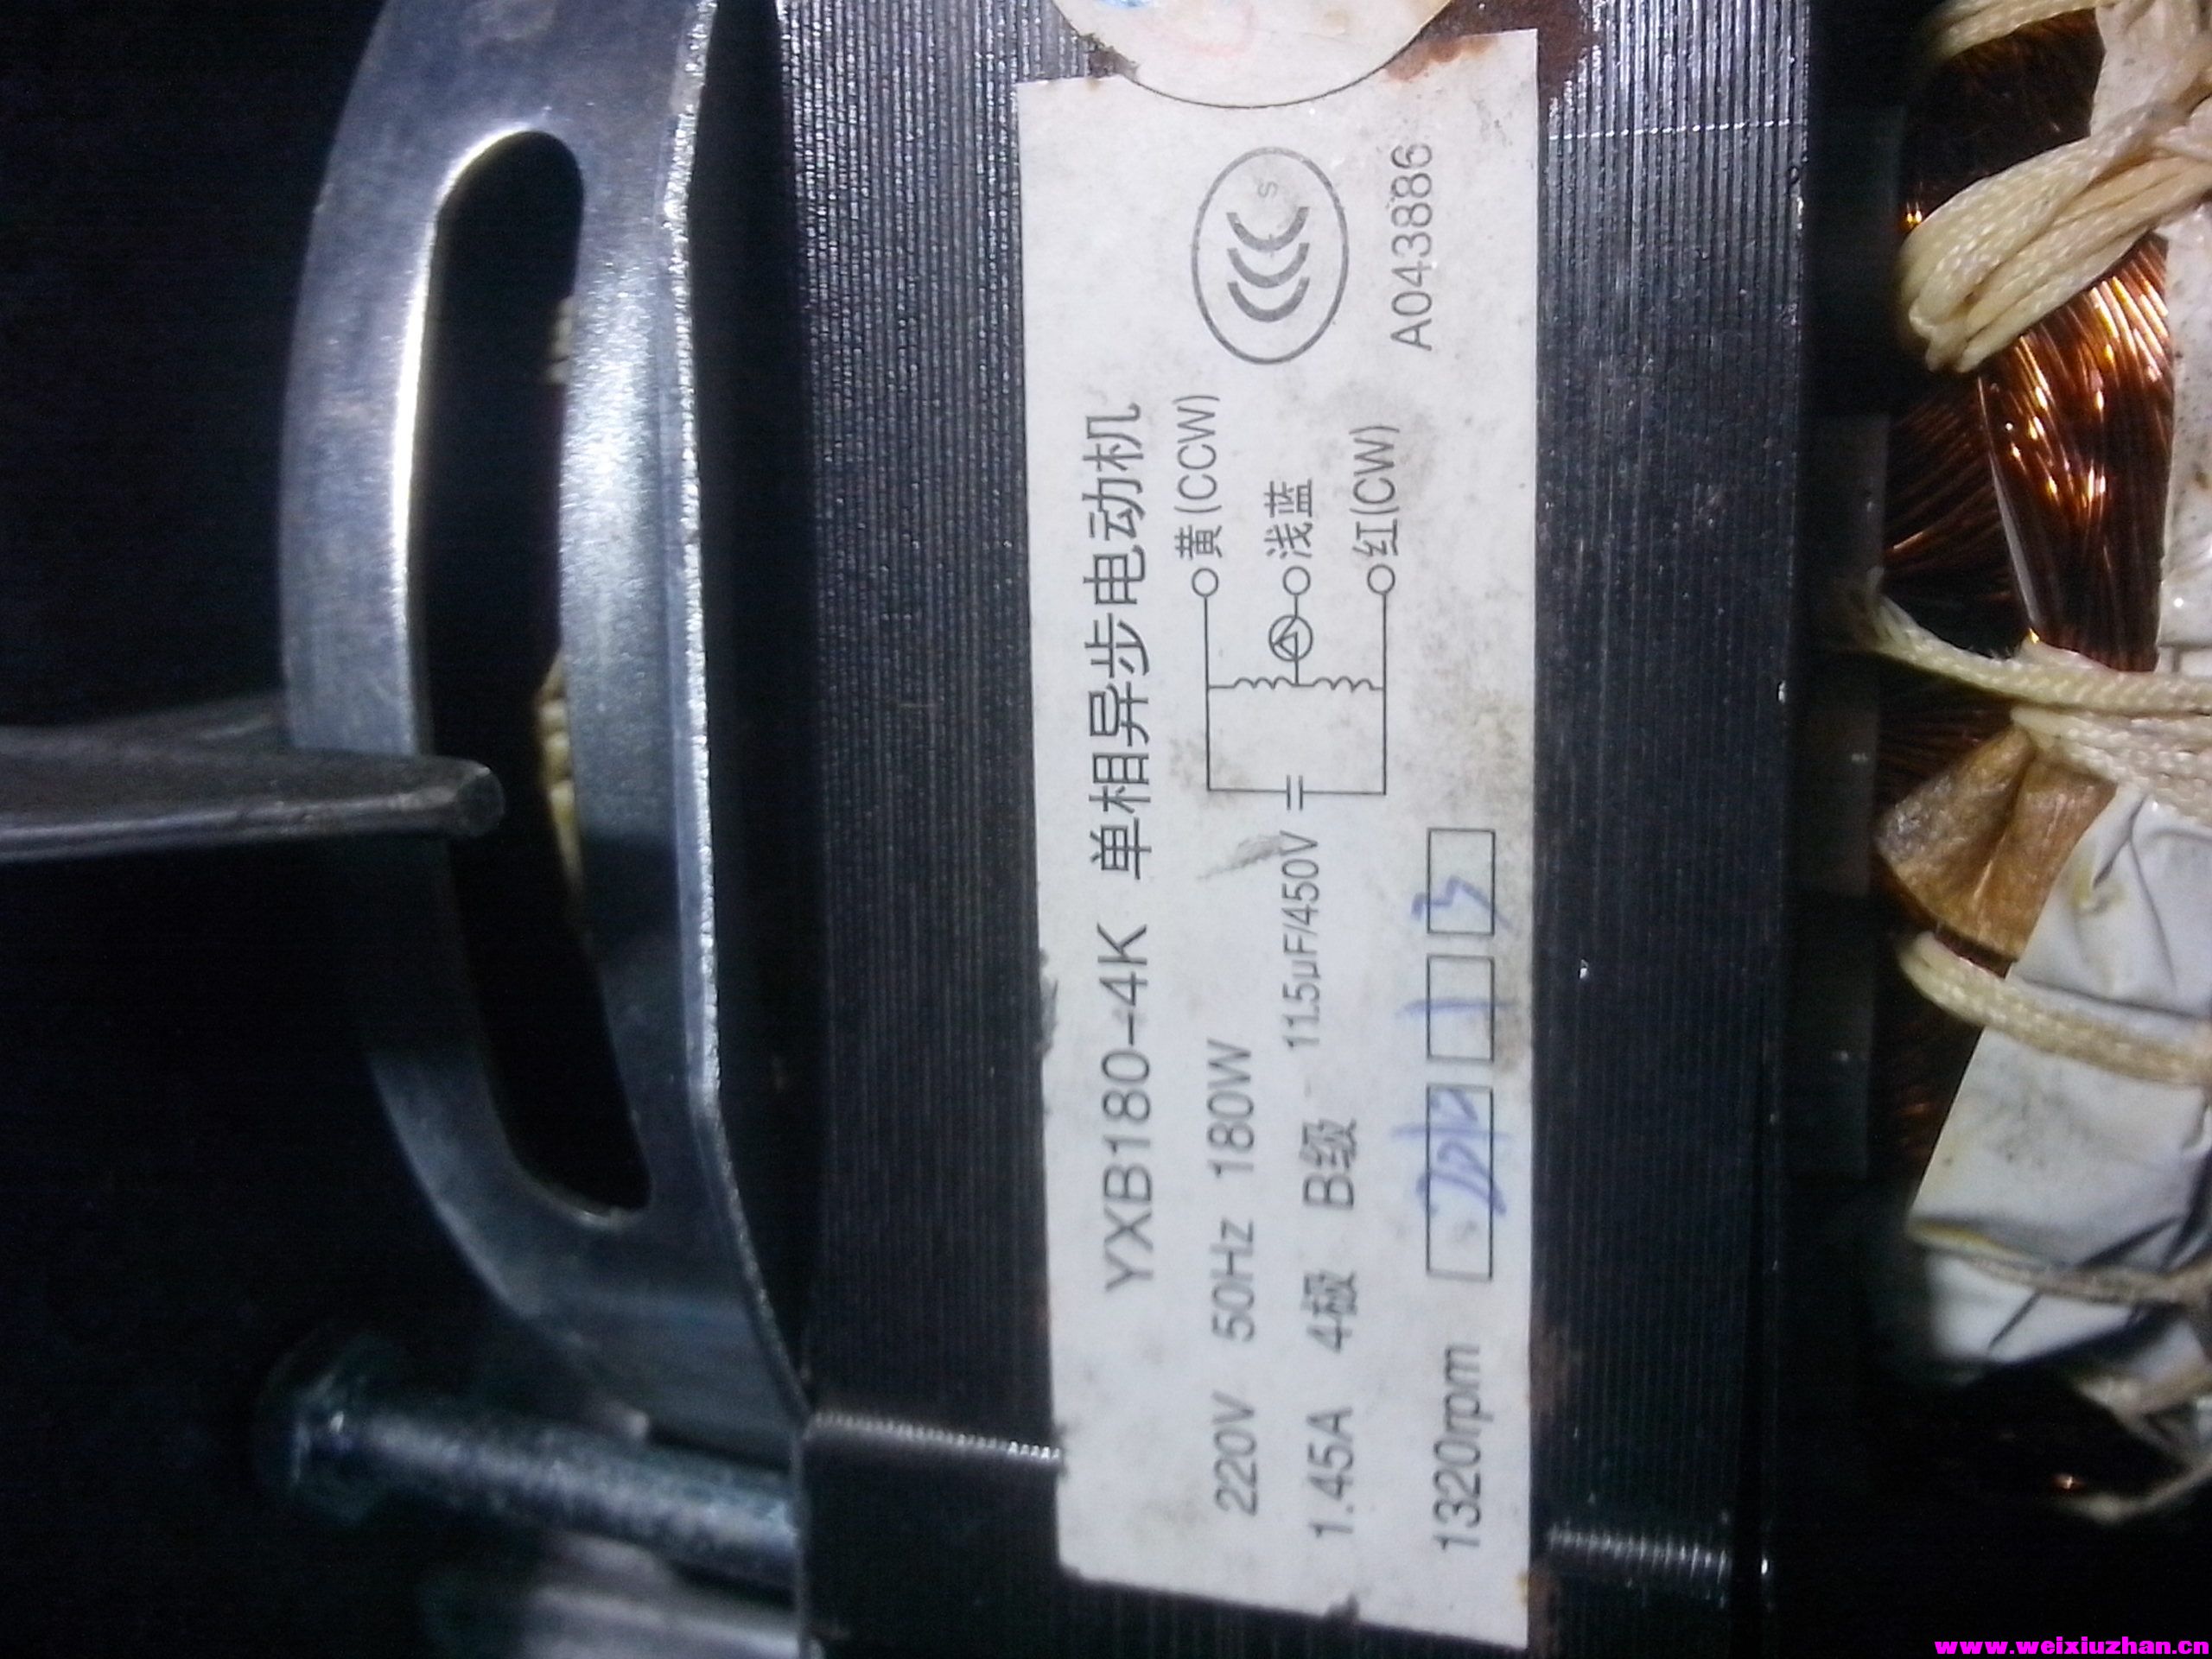 YXB180-4K 单相异步电动机
220V 50Hz 180W
1.45A 4极 B级 11.5μF/450V
黄(CCW)
浅蓝
红(CW)
1320rpm
CCC S
A043886
www.weixiuzhan.cn